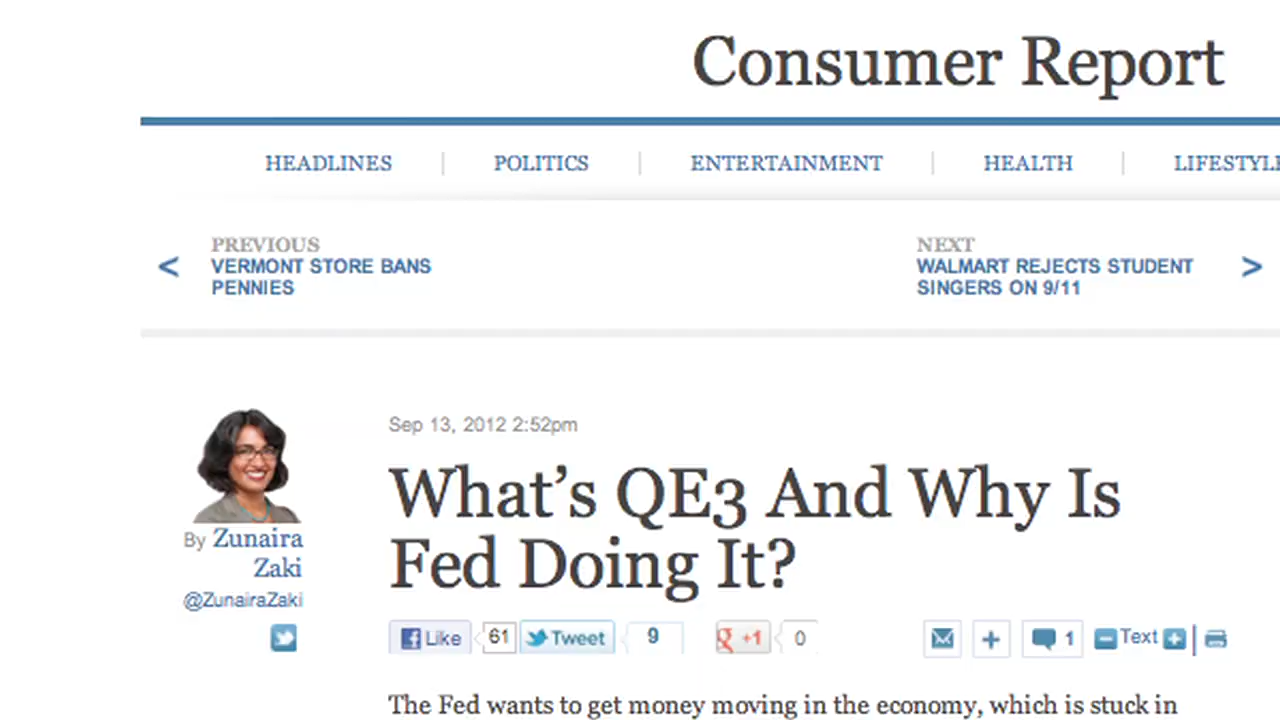 Consumer Report
HEADLINES | POLITICS | ENTERTAINMENT | HEALTH |
< PREVIOUS
VERMONT STORE BANS
PENNIES
NEXT >
WALMART REJECTS STUDENT
SINGERS ON 9/11
By Zunaira
Zaki
@ZunairaZaki
Sep 13, 2012 2:52pm
What's QE3 And Why Is
Fed Doing It?
Like 61 Tweet 9 +1 0 1 Text
The Fed wants to get money moving in the economy, which is stuck in